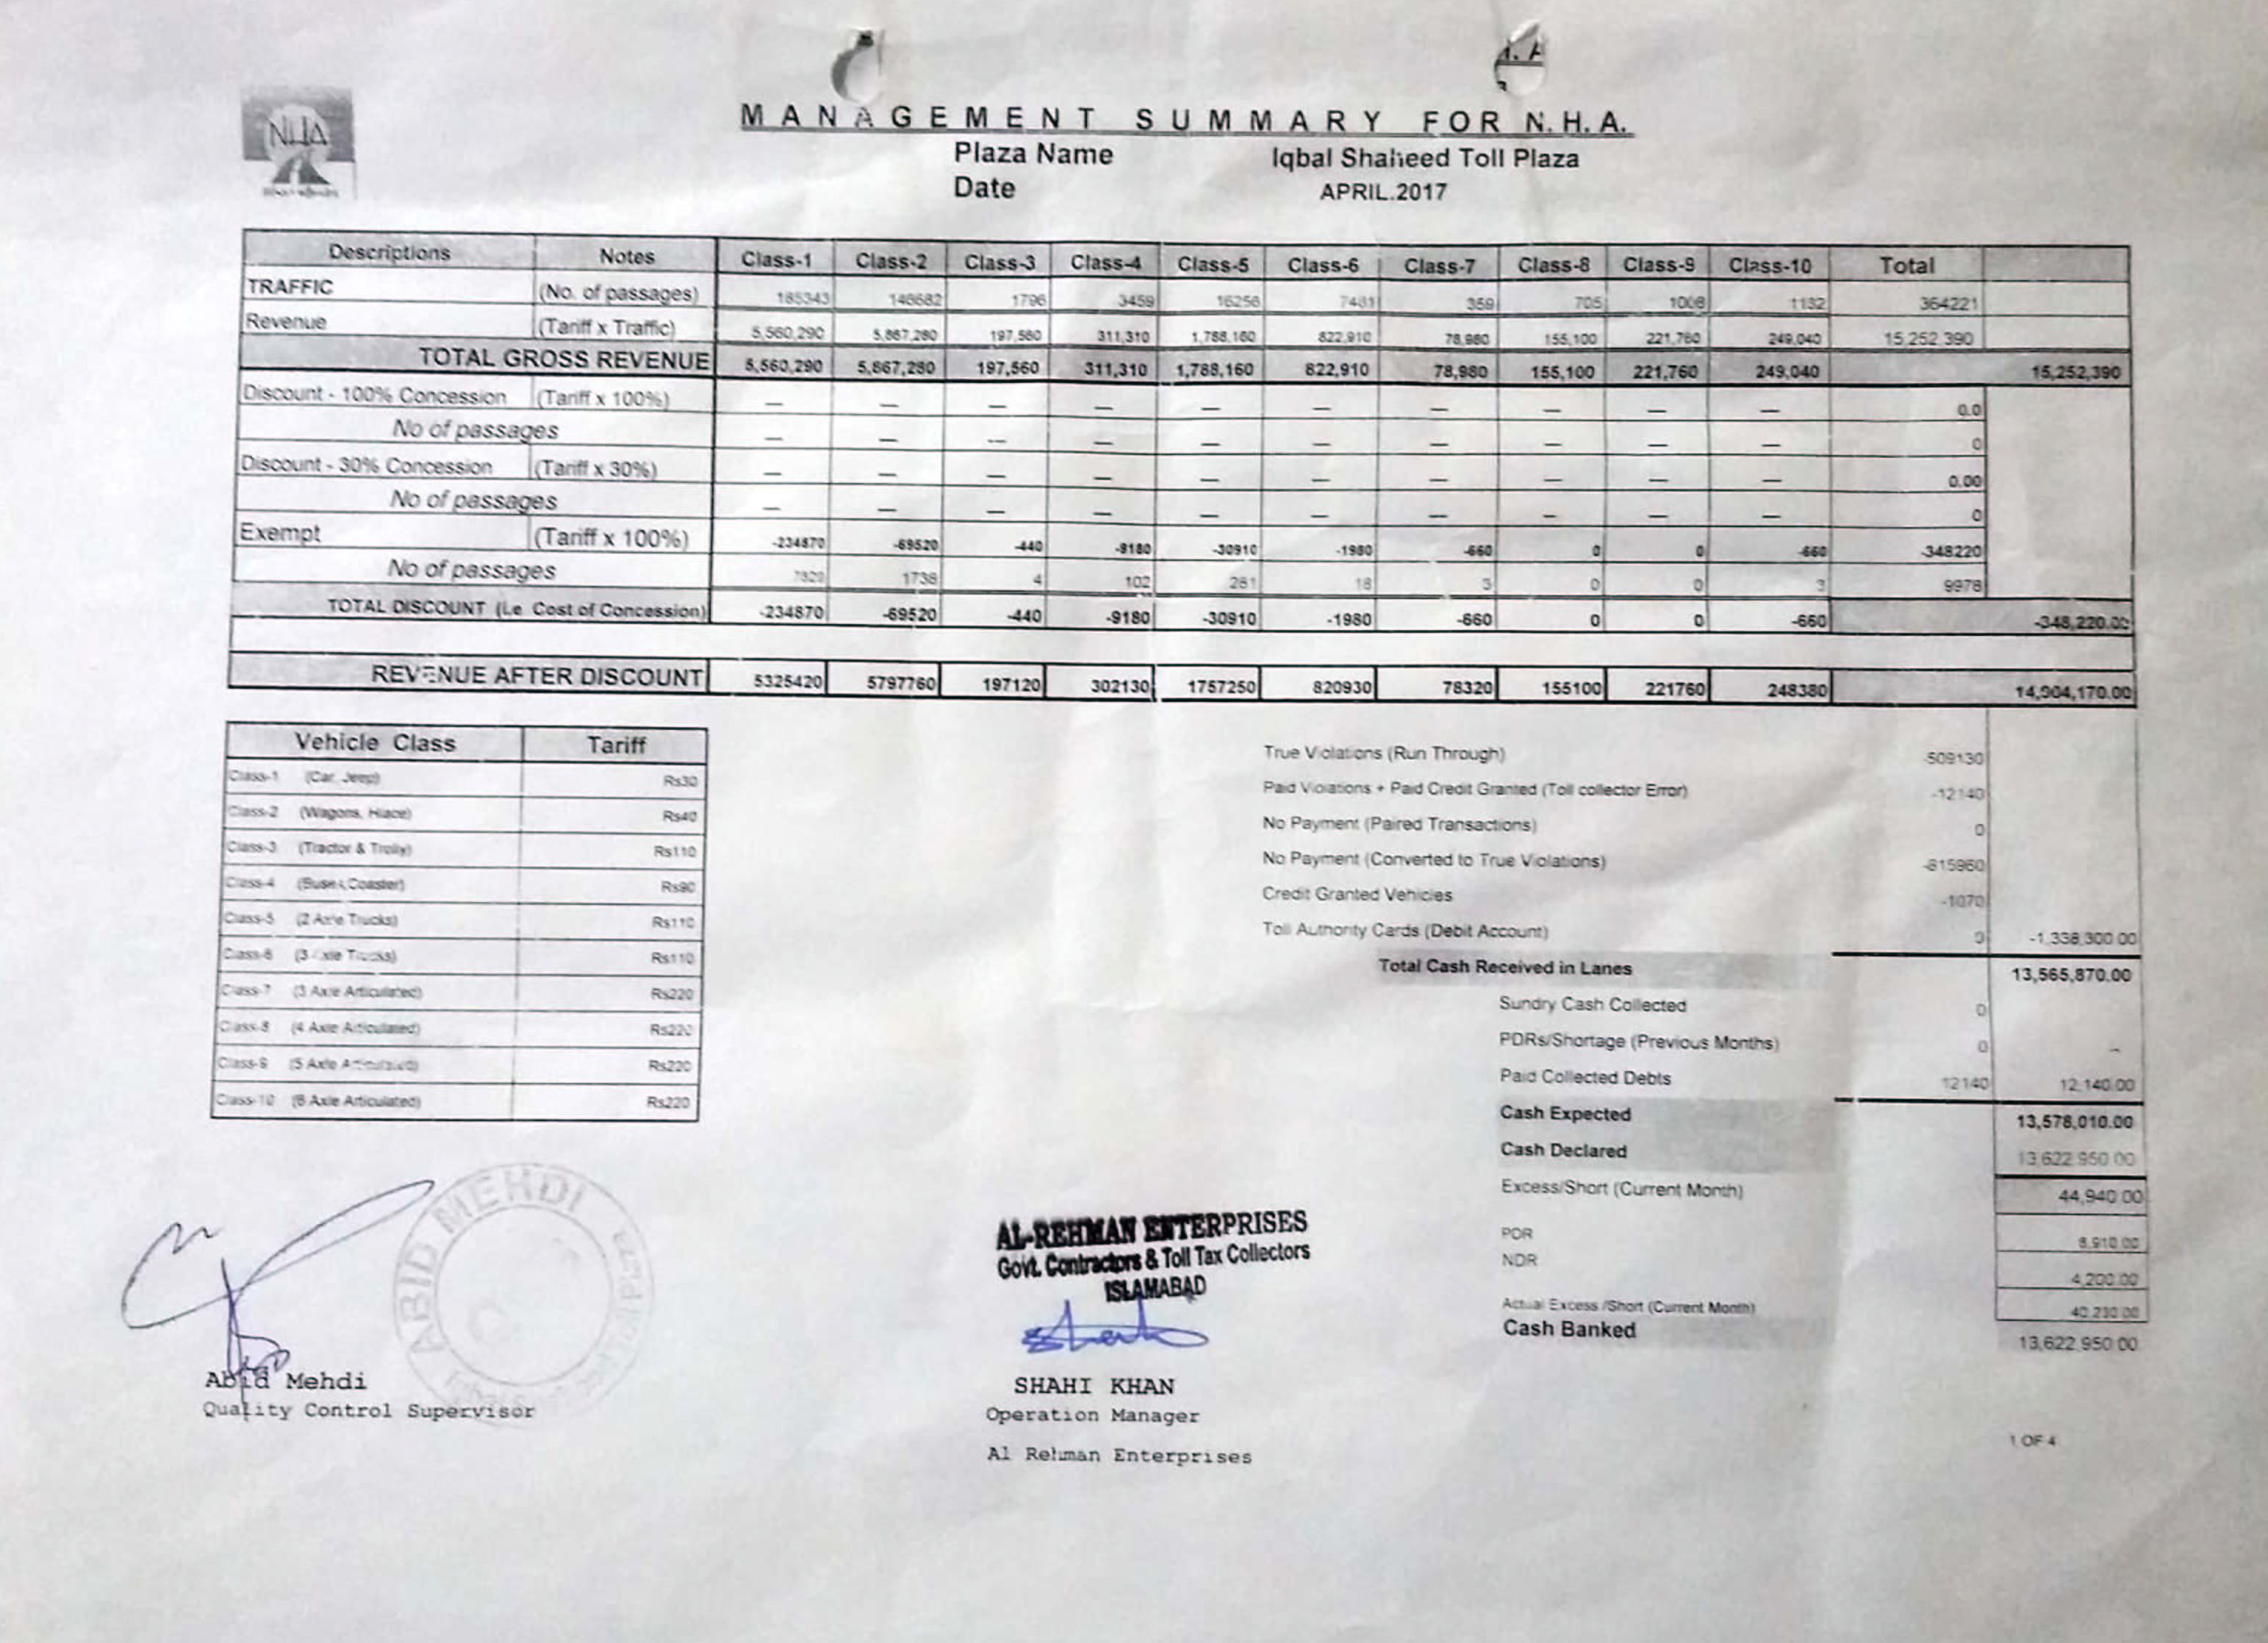 N. A
NHA
MANAGEMENT SUMMARY FOR N.H.A.
Plaza Name Iqbal Shaheed Toll Plaza
Date APRIL.2017
Descriptions Notes Class-1 Class-2 Class-3 Class-4 Class-5 Class-6 Class-7 Class-8 Class-9 Class-10 Total
TRAFFIC (No. of passages) 185343 146682 1796 3459 16256 7481 359 705 1008 1132 364221
Revenue (Tariff x Traffic) 5,560,290 5,867,280 197,560 311,310 1,788,160 822,910 78,980 155,100 221,760 249,040 15,252,390
TOTAL GROSS REVENUE 5,560,290 5,867,280 197,560 311,310 1,788,160 822,910 78,980 155,100 221,760 249,040 15,252,390
Discount - 100% Concession (Tariff x 100%) — — — — — — — — — — 0.0
No of passages — — — — — — — — — — 0
Discount - 30% Concession (Tariff x 30%) — — — — — — — — — — 0.00
No of passages — — — — — — — — — — 0
Exempt (Tariff x 100%) -234870 -69520 -440 -9180 -30910 -1980 -660 0 0 -660 -348220
No of passages 7829 1738 4 102 281 18 3 0 0 3 9978
TOTAL DISCOUNT (i.e Cost of Concession) -234870 -69520 -440 -9180 -30910 -1980 -660 0 0 -660 -348,220.00
REVENUE AFTER DISCOUNT 5325420 5797760 197120 302130 1757250 820930 78320 155100 221760 248380 14,904,170.00
Vehicle Class Tariff
Class-1 (Car, Jeep) Rs30
Class-2 (Wagons, Hiace) Rs40
Class-3 (Tractor & Trolly) Rs110
Class-4 (Buses, Coaster) Rs90
Class-5 (2 Axle Trucks) Rs110
Class-6 (3 Axle Trucks) Rs110
Class-7 (3 Axle Articulated) Rs220
Class-8 (4 Axle Articulated) Rs220
Class-9 (5 Axle Articulated) Rs220
Class-10 (6 Axle Articulated) Rs220
True Violations (Run Through) -509130
Paid Violations + Paid Credit Granted (Toll collector Error) -12140
No Payment (Paired Transactions) 0
No Payment (Converted to True Violations) -815960
Credit Granted Vehicles -1070
Toll Authority Cards (Debit Account) 0 -1,338,300.00
Total Cash Received in Lanes 13,565,870.00
Sundry Cash Collected 0
PDRs/Shortage (Previous Months) 0 –
Paid Collected Debts 12140 12,140.00
Cash Expected 13,578,010.00
Cash Declared 13,622,950.00
Excess/Short (Current Month) 44,940.00
PDR 8,910.00
NDR 4,200.00
Actual Excess /Short (Current Month) 40,230.00
Cash Banked 13,622,950.00
ABID MEHDI
Abid Mehdi
Quality Control Supervisor
AL-REHMAN ENTERPRISES
Govt. Contractors & Toll Tax Collectors
ISLAMABAD
SHAHI KHAN
Operation Manager
Al Rehman Enterprises
1 OF 4